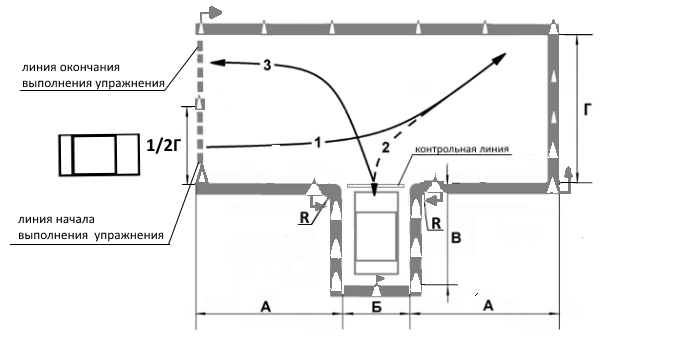 линия окончания
выполнения упражнения
3
Г
1/2Г
1
2
контрольная линия
линия начала
выполнения упражнения
R
R
В
А
Б
А